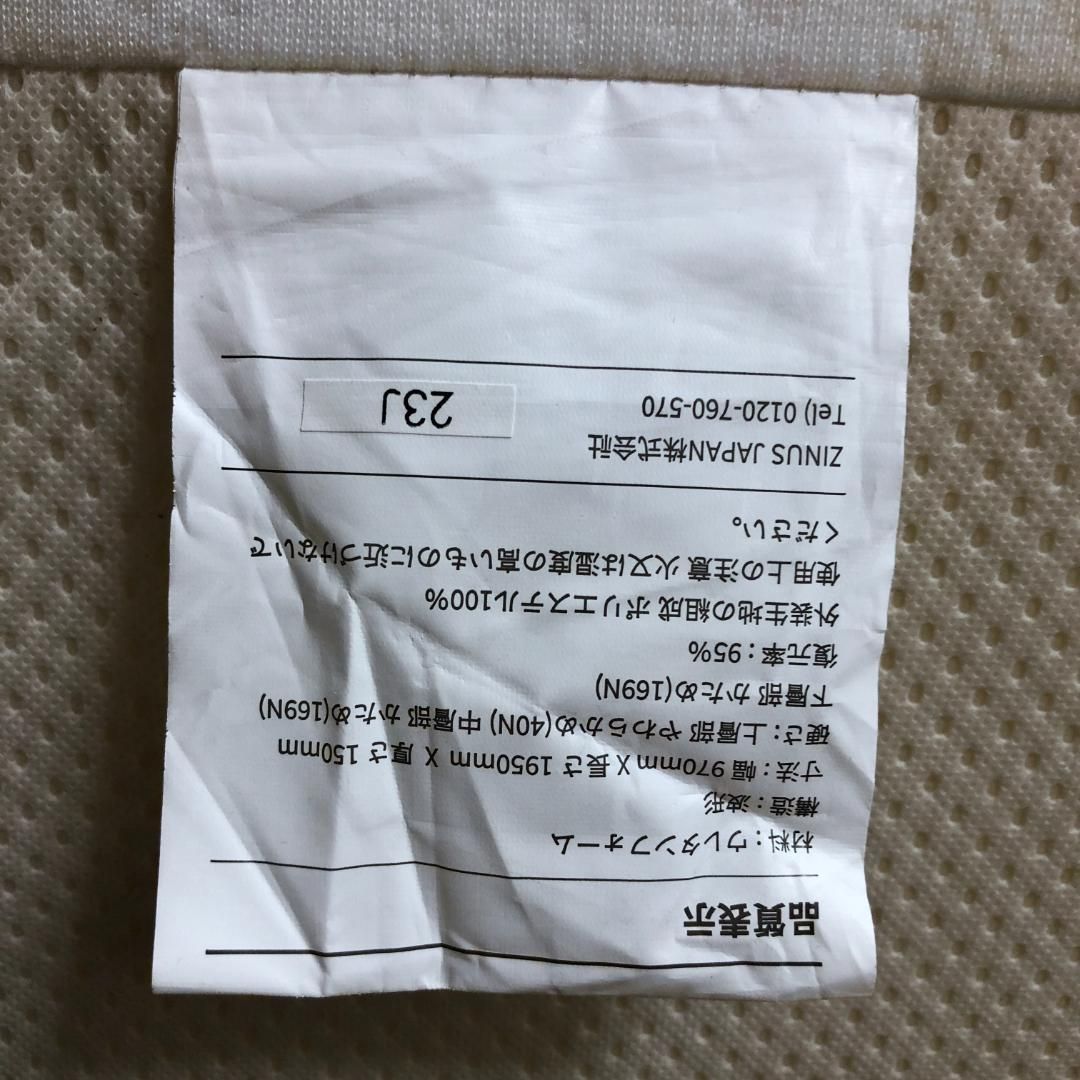 品質表示
材料：ウレタンフォーム
構造：波形
寸法：幅 970mm X 長さ 1950mm X 厚さ 150mm
硬さ：上層部 やわらかめ(40N) 中層部 かため(169N)
下層部 かため(169N)
復元率：95%
外装生地の組成 ポリエステル100%
使用上の注意 火又は湿度の高いものに近づけないで
ください。
ZINUS JAPAN株式会社
Tel) 0120-760-570
23J